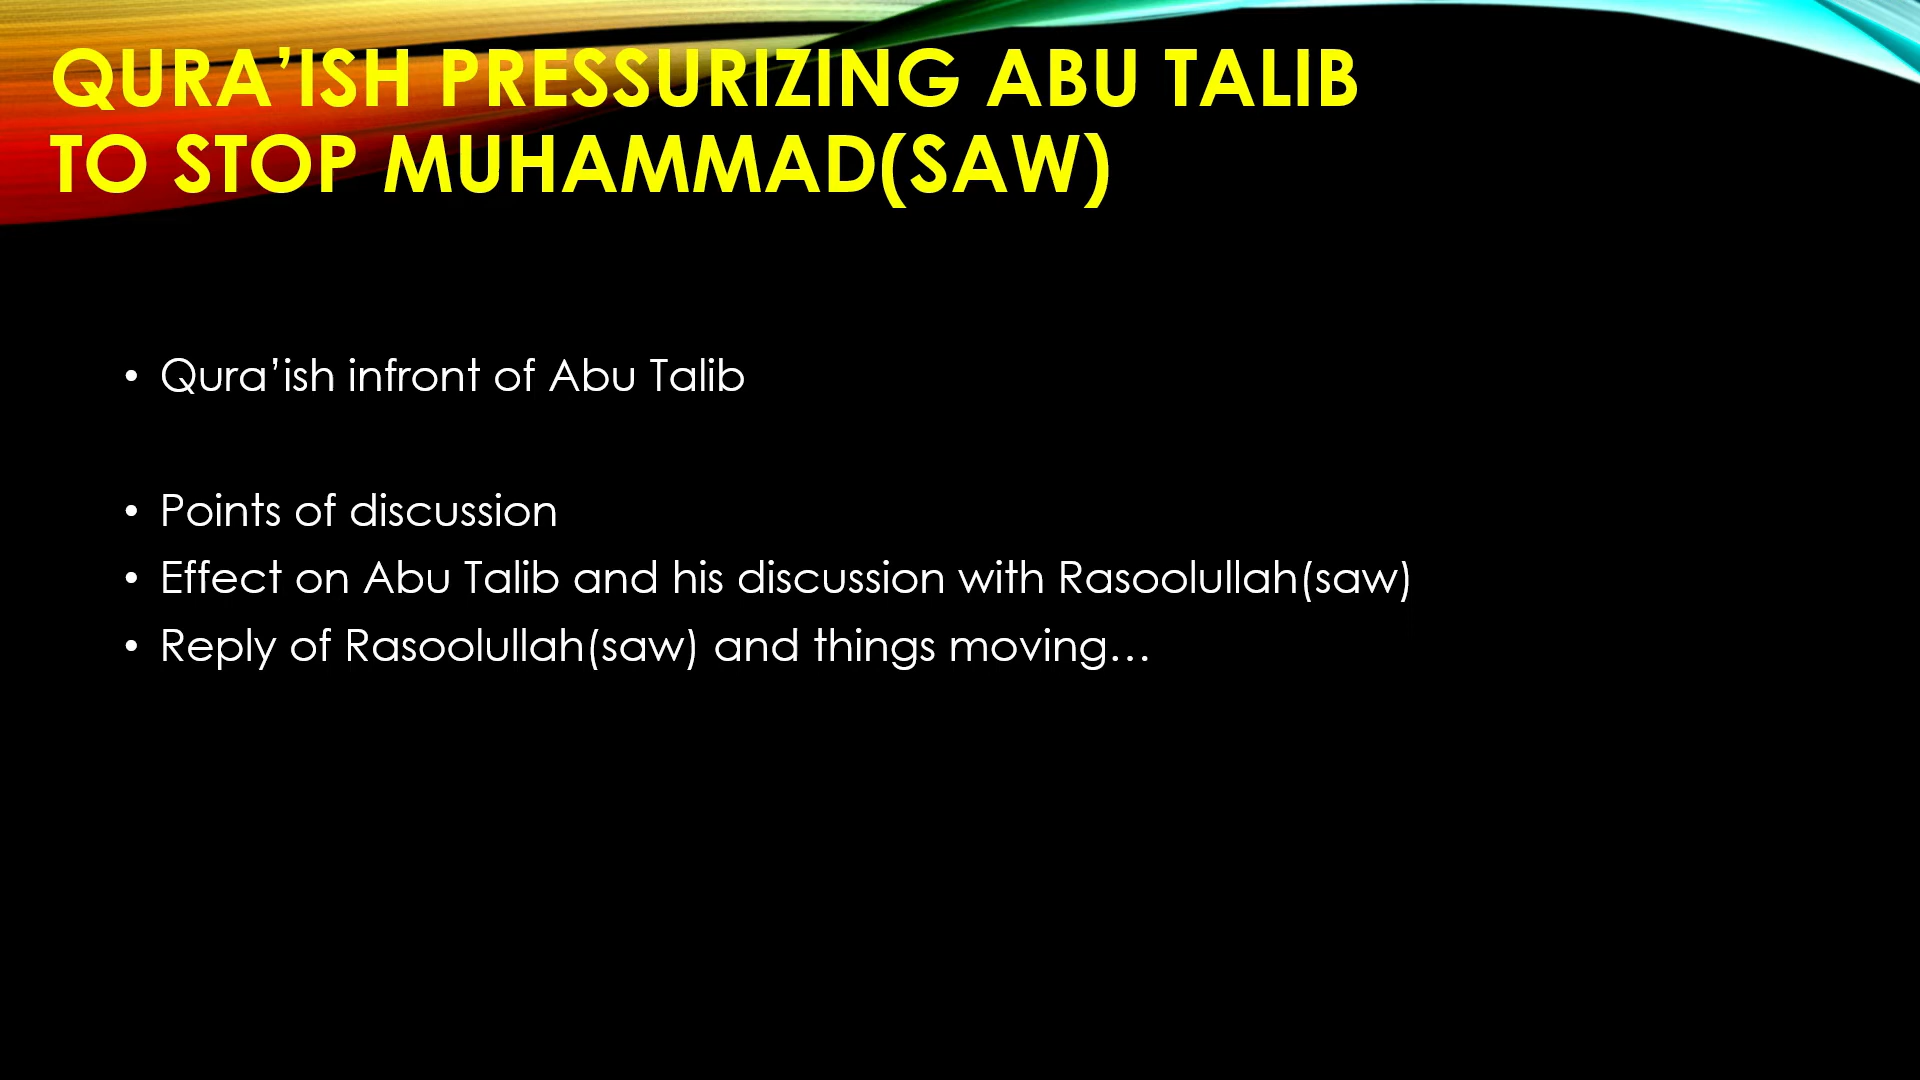 QURA’ISH PRESSURIZING ABU TALIB
TO STOP MUHAMMAD(SAW)
• Qura’ish infront of Abu Talib
• Points of discussion
• Effect on Abu Talib and his discussion with Rasoolullah(saw)
• Reply of Rasoolullah(saw) and things moving…